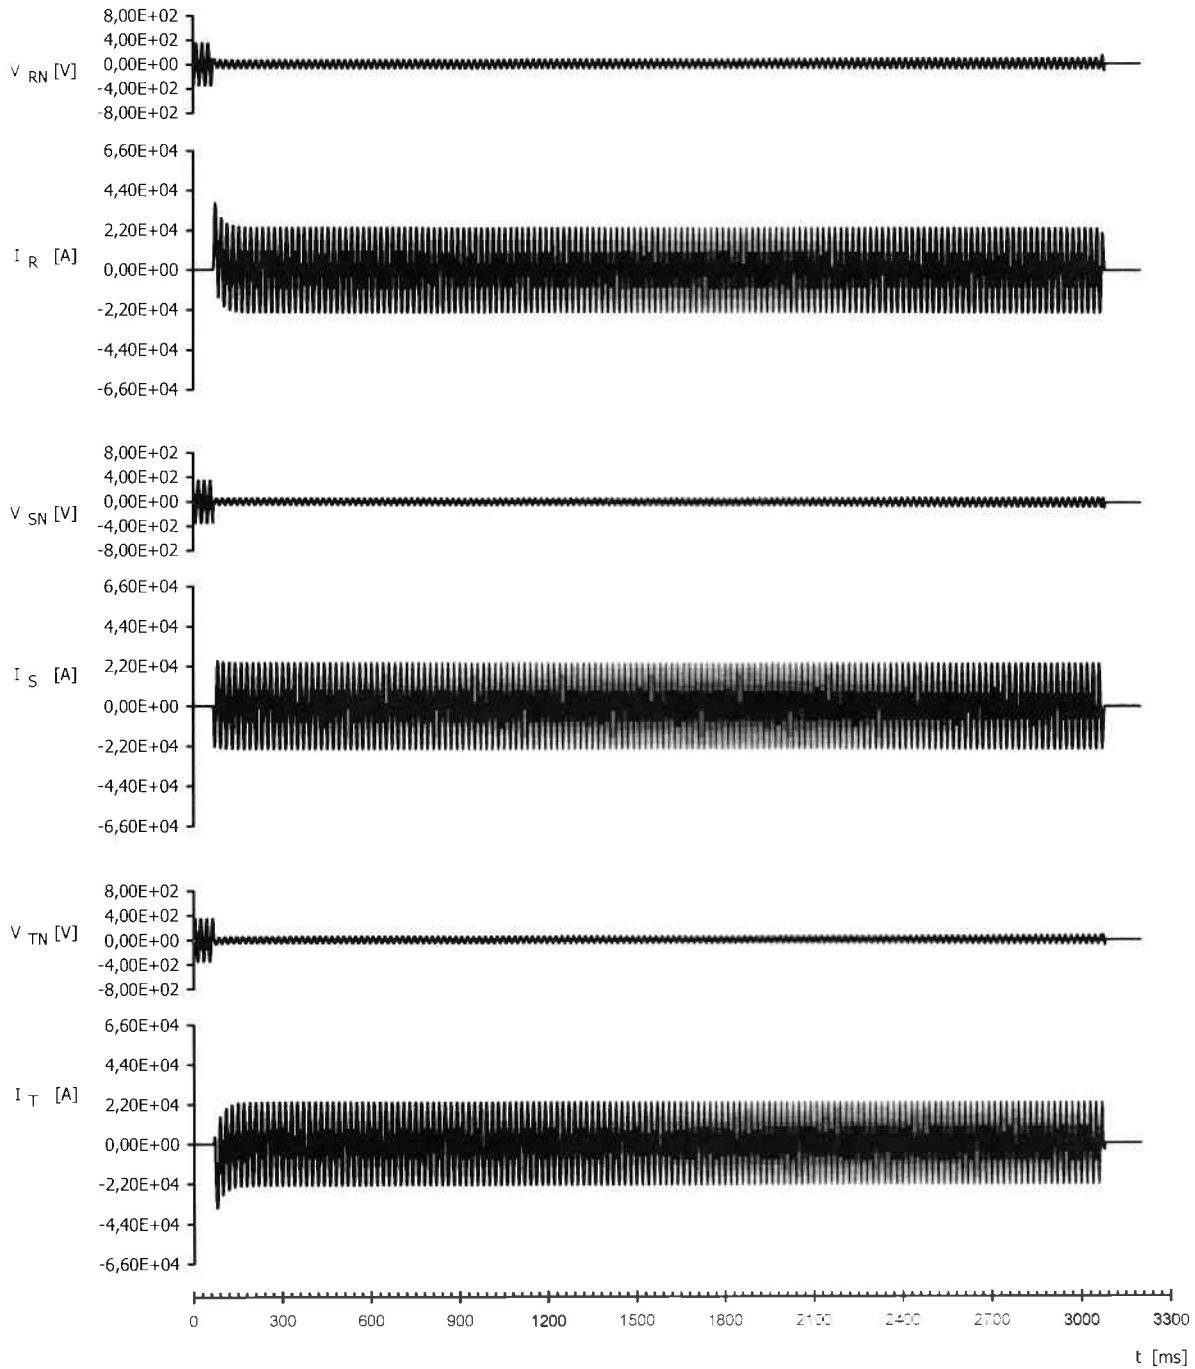 8,00E+02
4,00E+02
V RN [V] 0,00E+00
-4,00E+02
-8,00E+02
6,60E+04
4,40E+04
2,20E+04
I R [A]
0,00E+00
-2,20E+04
-4,40E+04
-6,60E+04
8,00E+02
4,00E+02
0,00E+00
V SN [V]
-4,00E+02
-8,00E+02
6,60E+04
4,40E+04
2,20E+04
I S [A]
0,00E+00
-2,20E+04
-4,40E+04
-6,60E+04
8,00E+02
4,00E+02
V TN [V] 0,00E+00
-4,00E+02
-8,00E+02
6,60E+04
4,40E+04
I T [A]
2,20E+04
0,00E+00
-2,20E+04
-4,40E+04
-6,60E+04
0 300 600 900 1200 1500 1800 2100 2400 2700 3000 3300
t [ms]